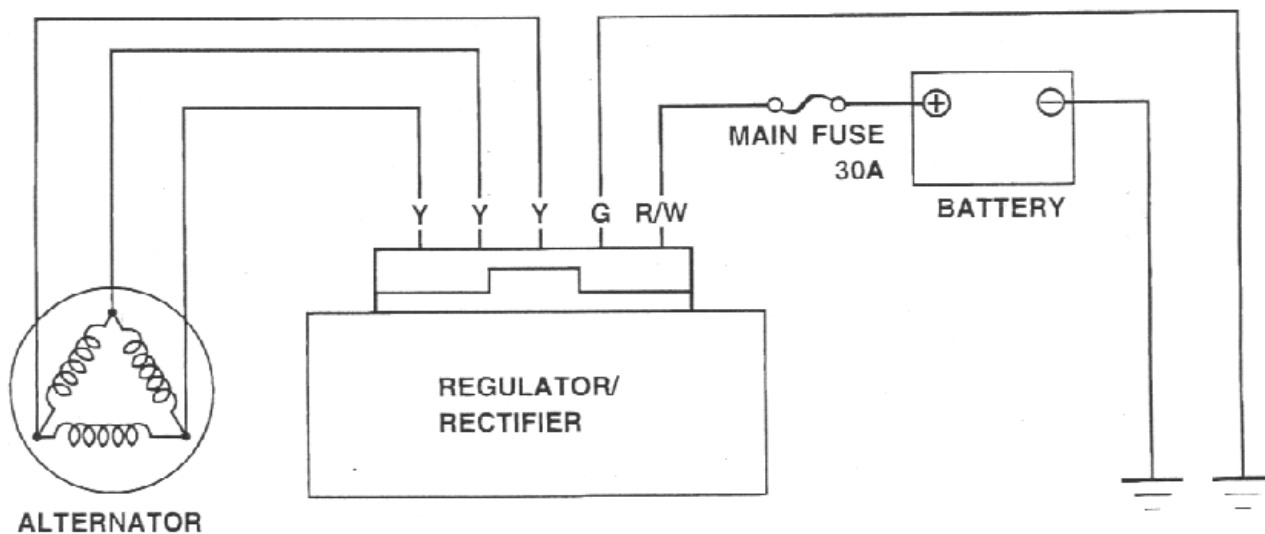 Y Y Y G R/W
MAIN FUSE
30A
+ −
BATTERY
REGULATOR/
RECTIFIER
ALTERNATOR